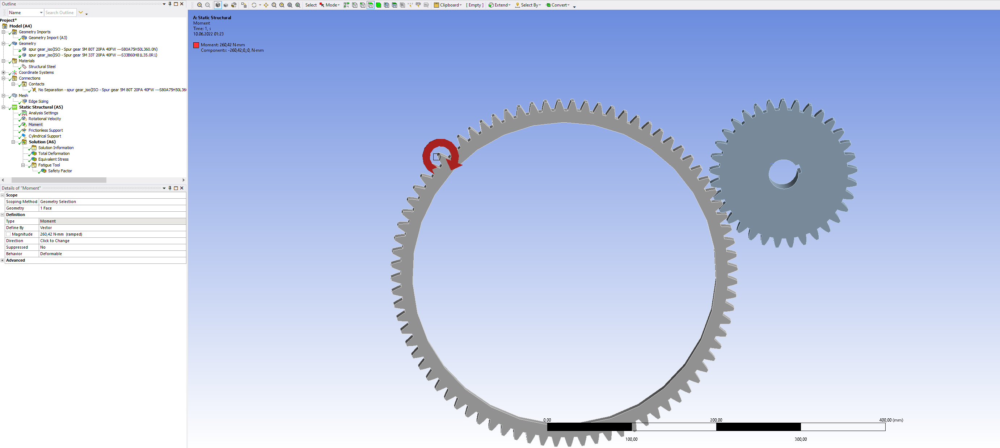 Outline
Name
Search Outline
Project*
Model (A4)
Geometry Imports
Geometry Import (A3)
Geometry
spur gear_iso(ISO - Spur gear 5M 80T 20PA 40FW ---S80A75H50L360.0N)
spur gear_iso(ISO - Spur gear 5M 33T 20PA 40FW ---S33B60H81L35.0R1)
Materials
Structural Steel
Coordinate Systems
Connections
Contacts
No Separation - spur gear_iso(ISO - Spur gear 5M 80T 20PA 40FW ---S80A75H50L36
Mesh
Edge Sizing
Static Structural (A5)
Analysis Settings
Rotational Velocity
Moment
Frictionless Support
Cylindrical Support
Solution (A6)
Solution Information
Total Deformation
Equivalent Stress
Fatigue Tool
Safety Factor
Details of "Moment"
Scope
Scoping Method Geometry Selection
Geometry 1 Face
Definition
Type Moment
Define By Vector
Magnitude 260,42 N·mm (ramped)
Direction Click to Change
Suppressed No
Behavior Deformable
Advanced
Select Mode Clipboard [ Empty ] Extend Select By Convert
A: Static Structural
Moment
Time: 1, s
10.06.2022 01:23
Moment: 260,42 N·mm
Components: -260,42;0,;0, N·mm
0,00 200,00 400,00 (mm)
100,00 300,00